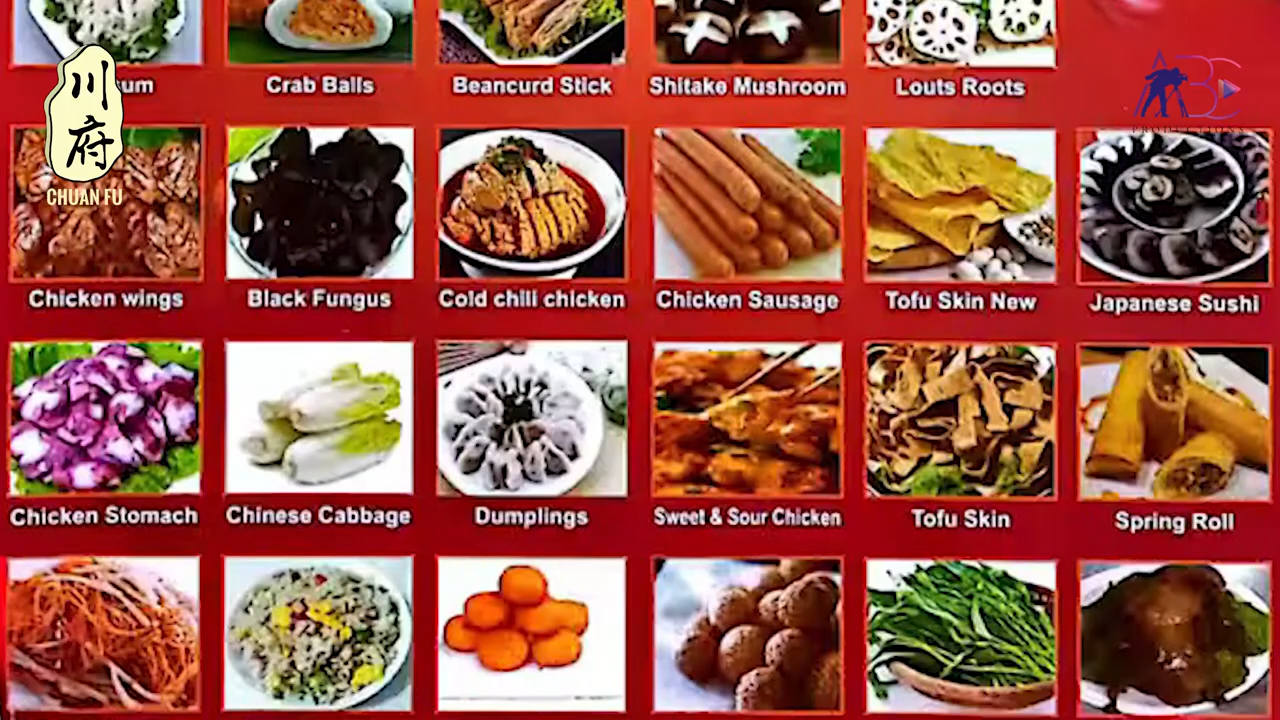 um
Crab Balls
Beancurd Stick
Shitake Mushroom
Louts Roots
川府
CHUAN FU
PRODUCTIONS
Chicken wings
Black Fungus
Cold chili chicken
Chicken Sausage
Tofu Skin New
Japanese Sushi
Chicken Stomach
Chinese Cabbage
Dumplings
Sweet & Sour Chicken
Tofu Skin
Spring Roll